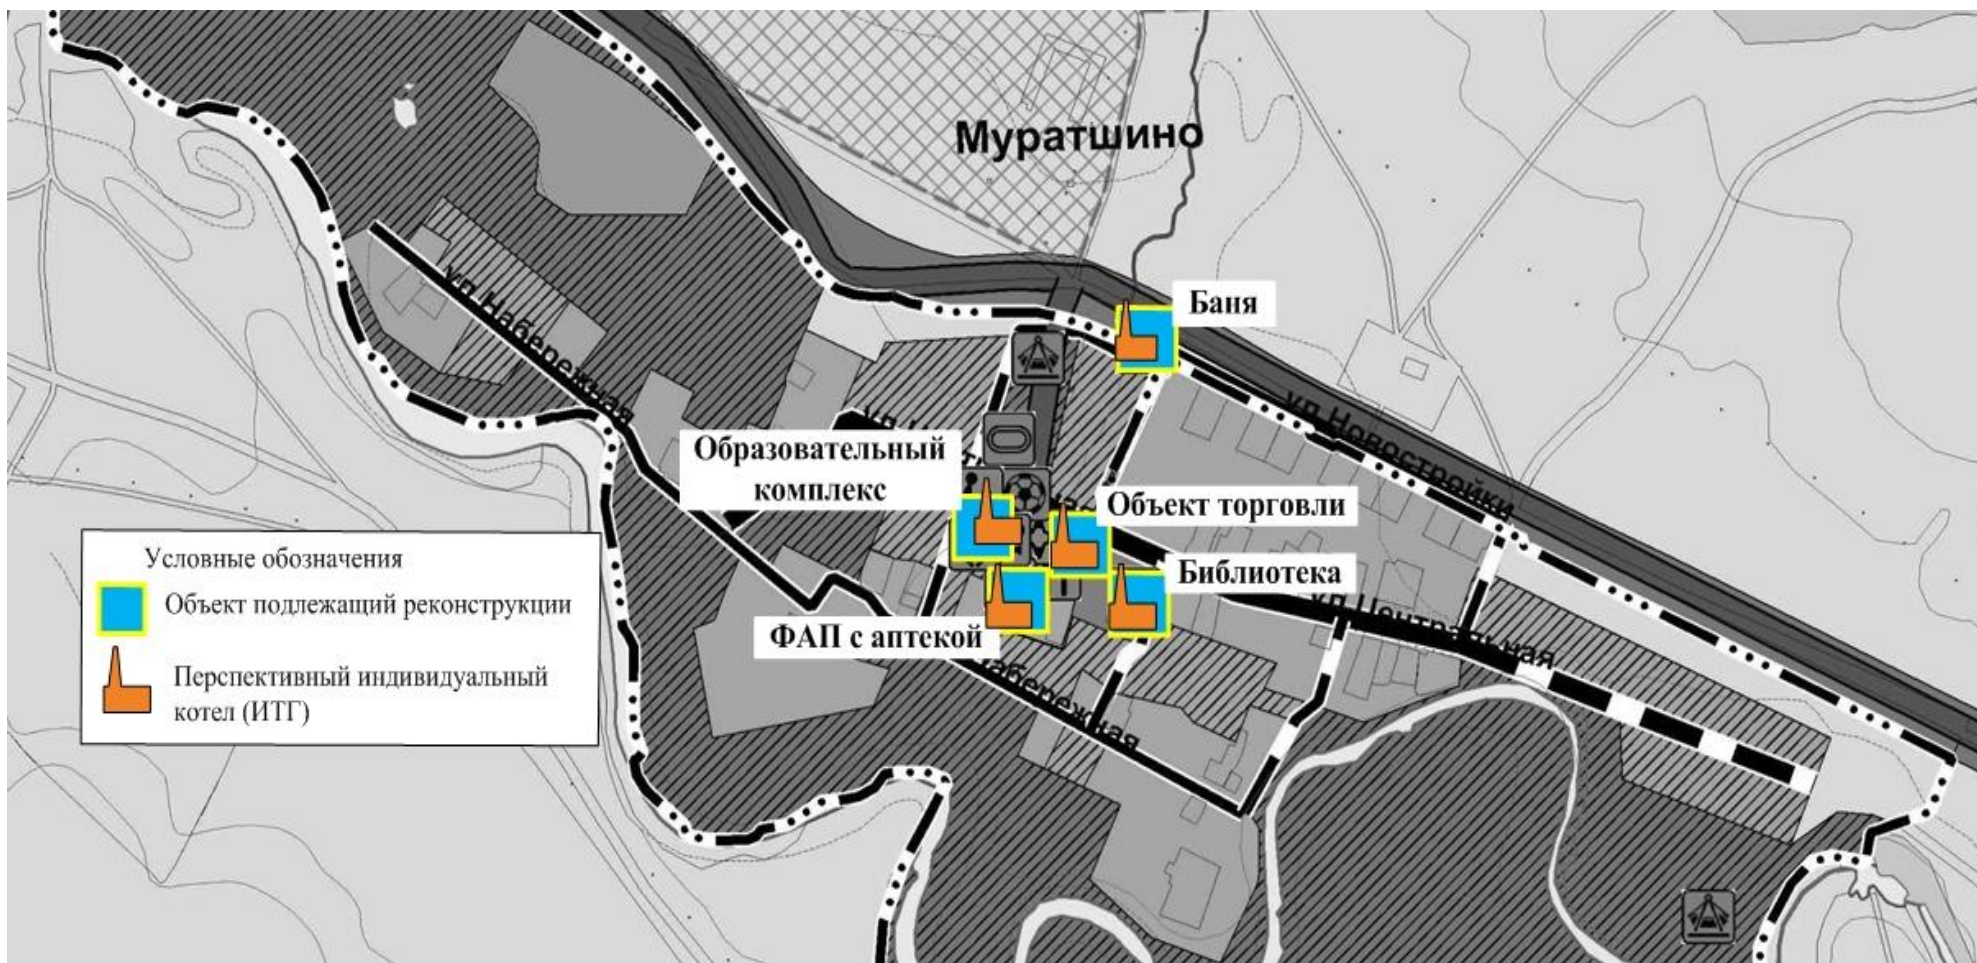 Муратшино
Баня
ул Набережная
ул Новостройки
Образовательный
комплекс
Объект торговли
Библиотека
ул Центральная
ФАП с аптекой
Набережная
Условные обозначения
Объект подлежащий реконструкции
Перспективный индивидуальный
котел (ИТГ)